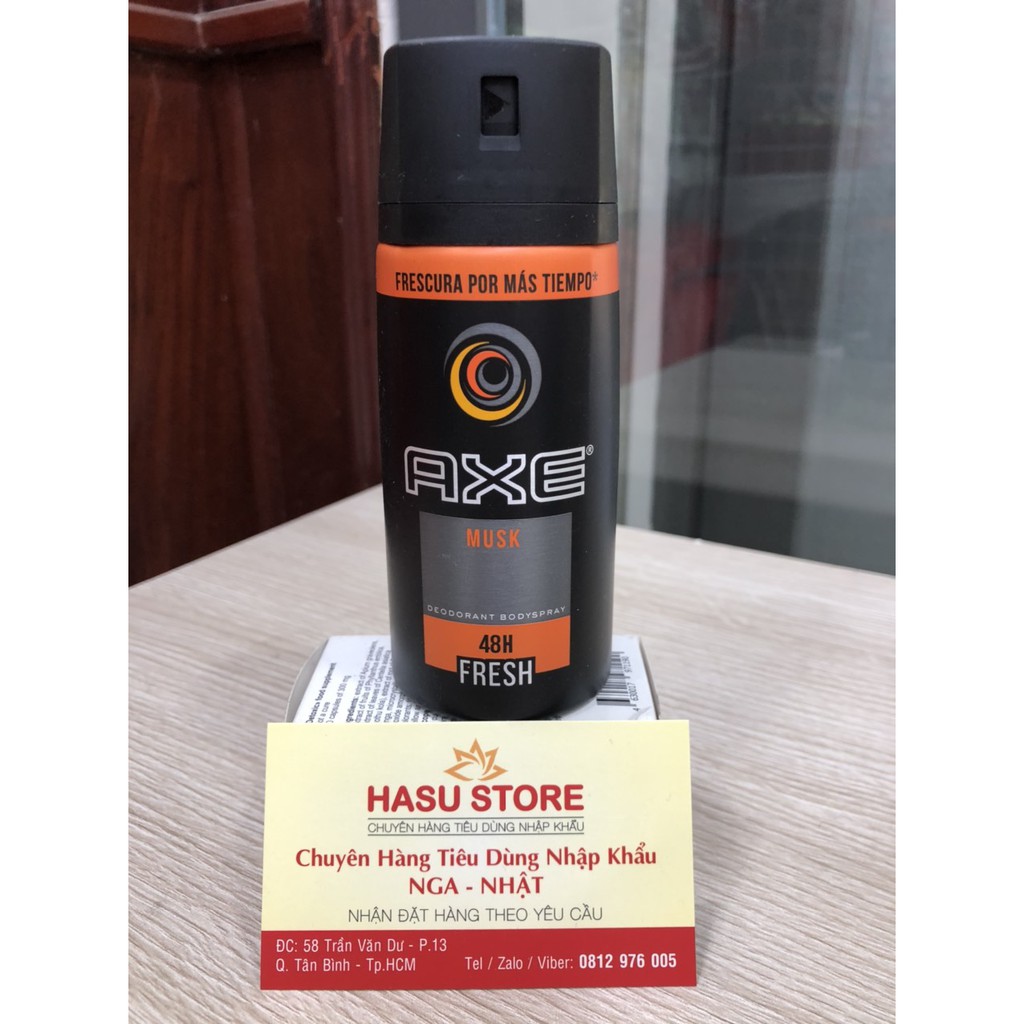 FRESCURA POR MÁS TIEMPO*
AXE®
MUSK
DEODORANT BODYSPRAY
48H
FRESH
HASU STORE
CHUYÊN HÀNG TIÊU DÙNG NHẬP KHẨU
Chuyên Hàng Tiêu Dùng Nhập Khẩu
NGA - NHẬT
NHẬN ĐẶT HÀNG THEO YÊU CẦU
ĐC: 58 Trần Văn Dư - P.13
Q. Tân Bình - Tp.HCM
Tel / Zalo / Viber: 0812 976 005